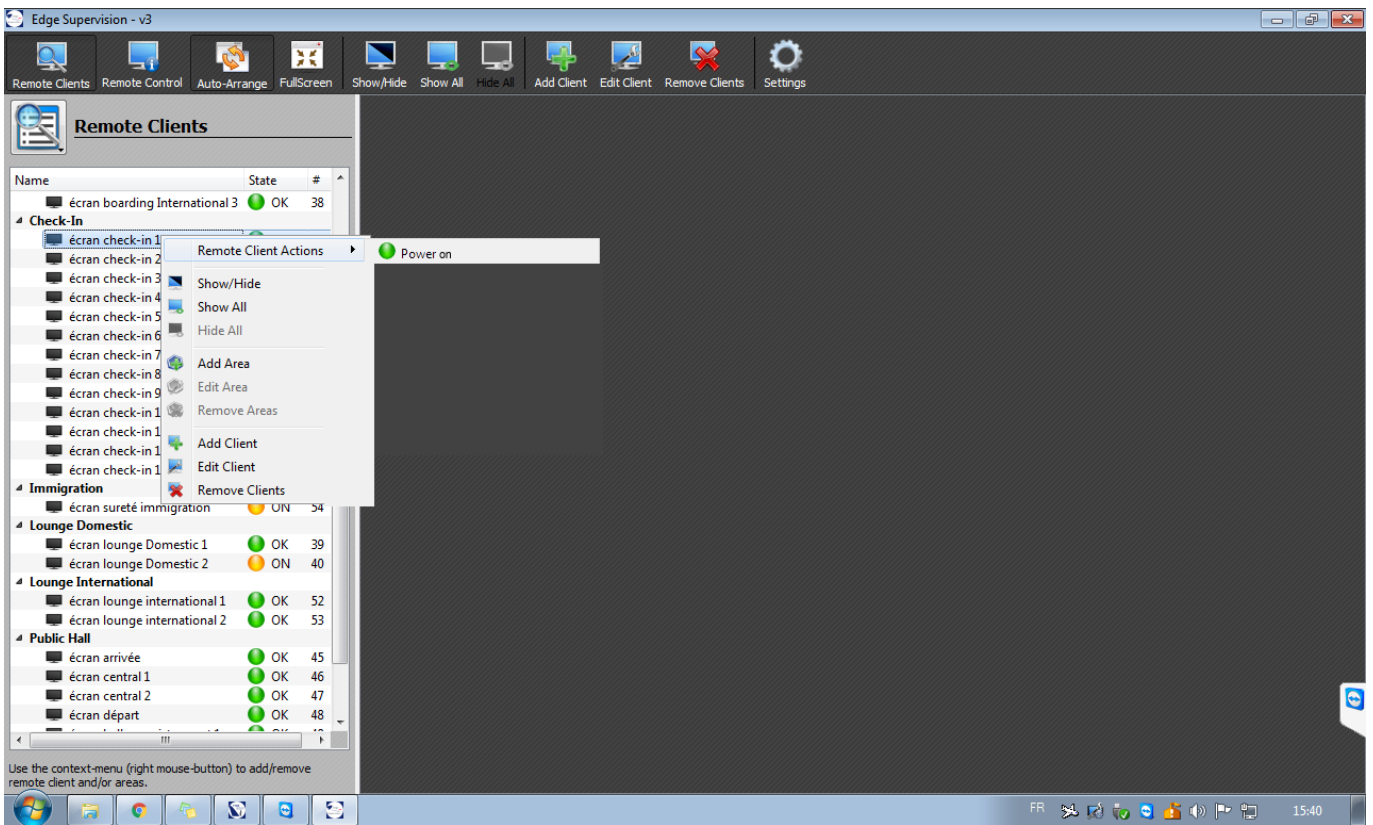 Edge Supervision - v3
Remote Clients Remote Control Auto-Arrange FullScreen Show/Hide Show All Hide All Add Client Edit Client Remove Clients Settings
Remote Clients
Name State #
écran boarding International 3 OK 38
Check-In
écran check-in 1
écran check-in 2
écran check-in 3
écran check-in 4
écran check-in 5
écran check-in 6
écran check-in 7
écran check-in 8
écran check-in 9
écran check-in 1
écran check-in 1
écran check-in 1
écran check-in 1
Immigration
écran sureté immigration ON 54
Lounge Domestic
écran lounge Domestic 1 OK 39
écran lounge Domestic 2 ON 40
Lounge International
écran lounge international 1 OK 52
écran lounge international 2 OK 53
Public Hall
écran arrivée OK 45
écran central 1 OK 46
écran central 2 OK 47
écran départ OK 48
Remote Client Actions
Power on
Show/Hide
Show All
Hide All
Add Area
Edit Area
Remove Areas
Add Client
Edit Client
Remove Clients
Use the context-menu (right mouse-button) to add/remove
remote client and/or areas.
FR 15:40